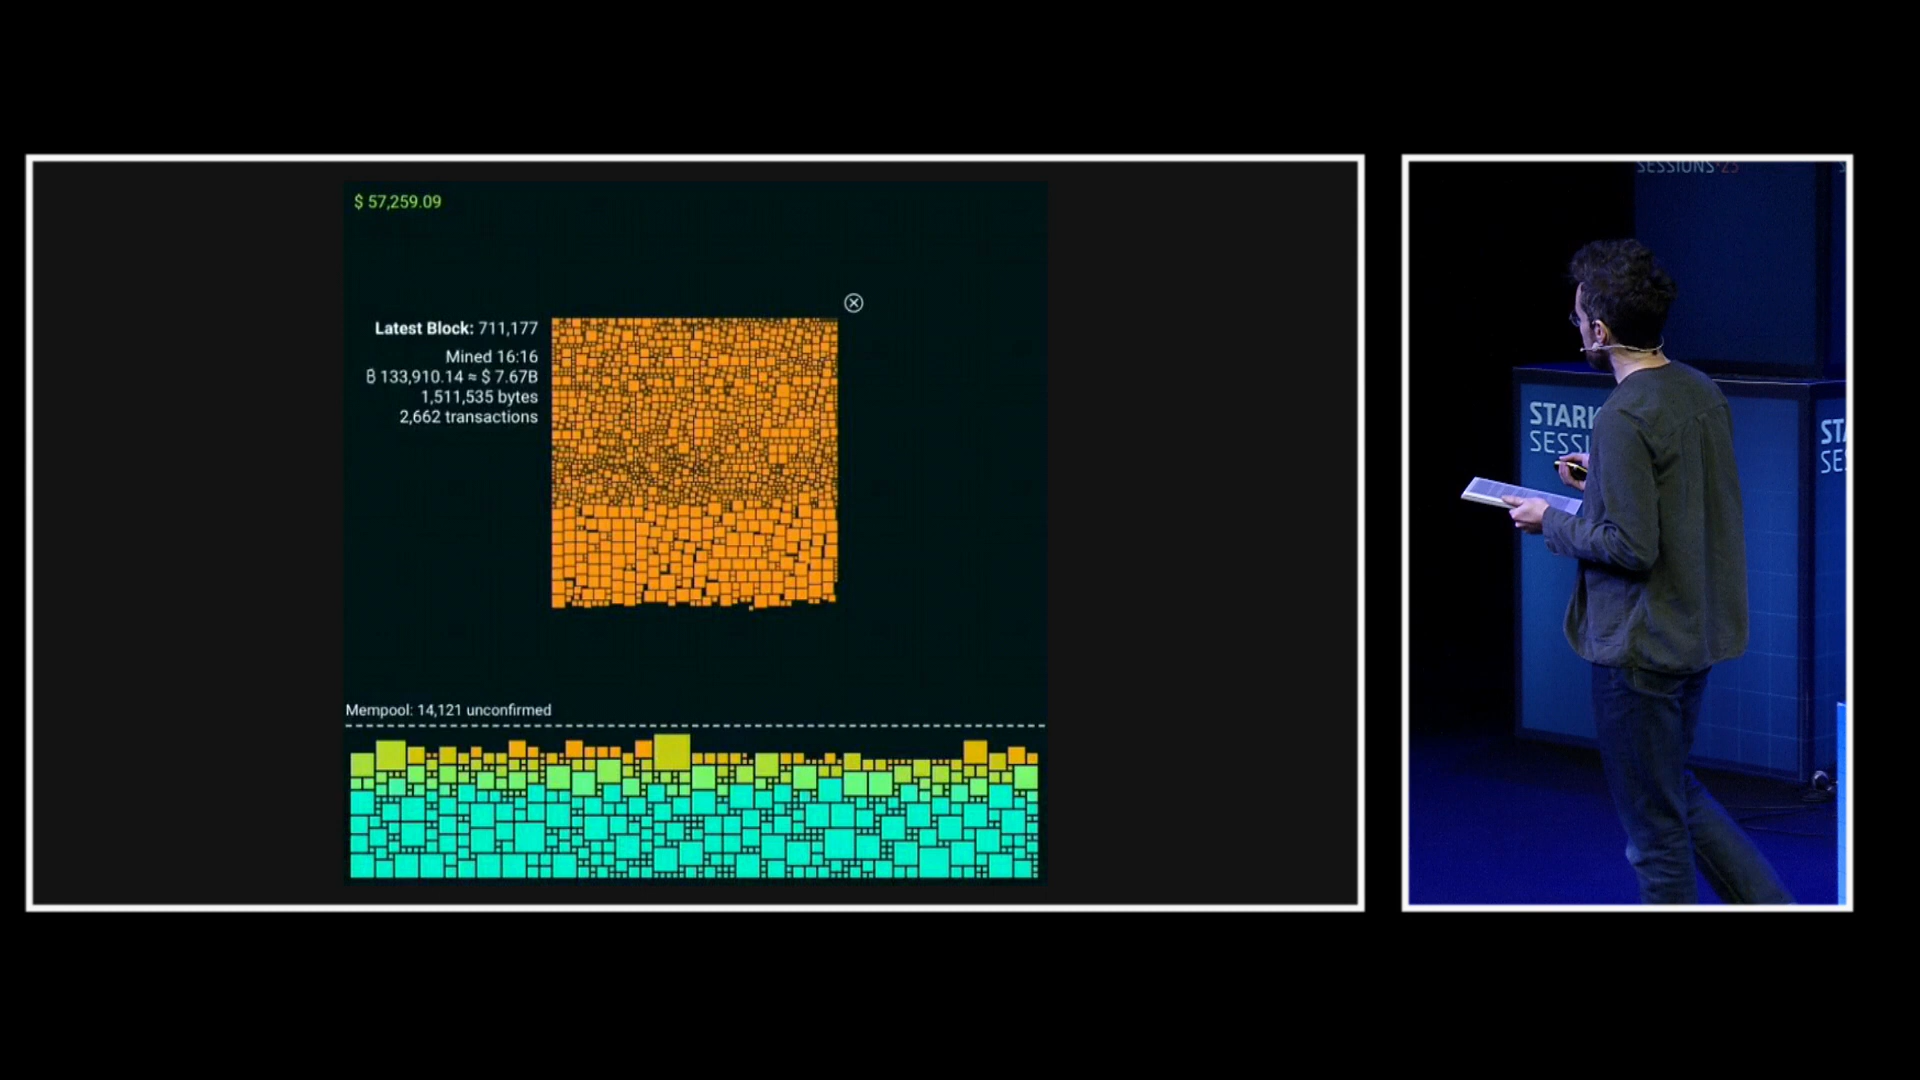 $ 57,259.09
Latest Block: 711,177
Mined 16:16
₿ 133,910.14 ≈ $ 7.67B
1,511,535 bytes
2,662 transactions
Mempool: 14,121 unconfirmed
SESSIONS'23
STARK
SESSI
STA
SES